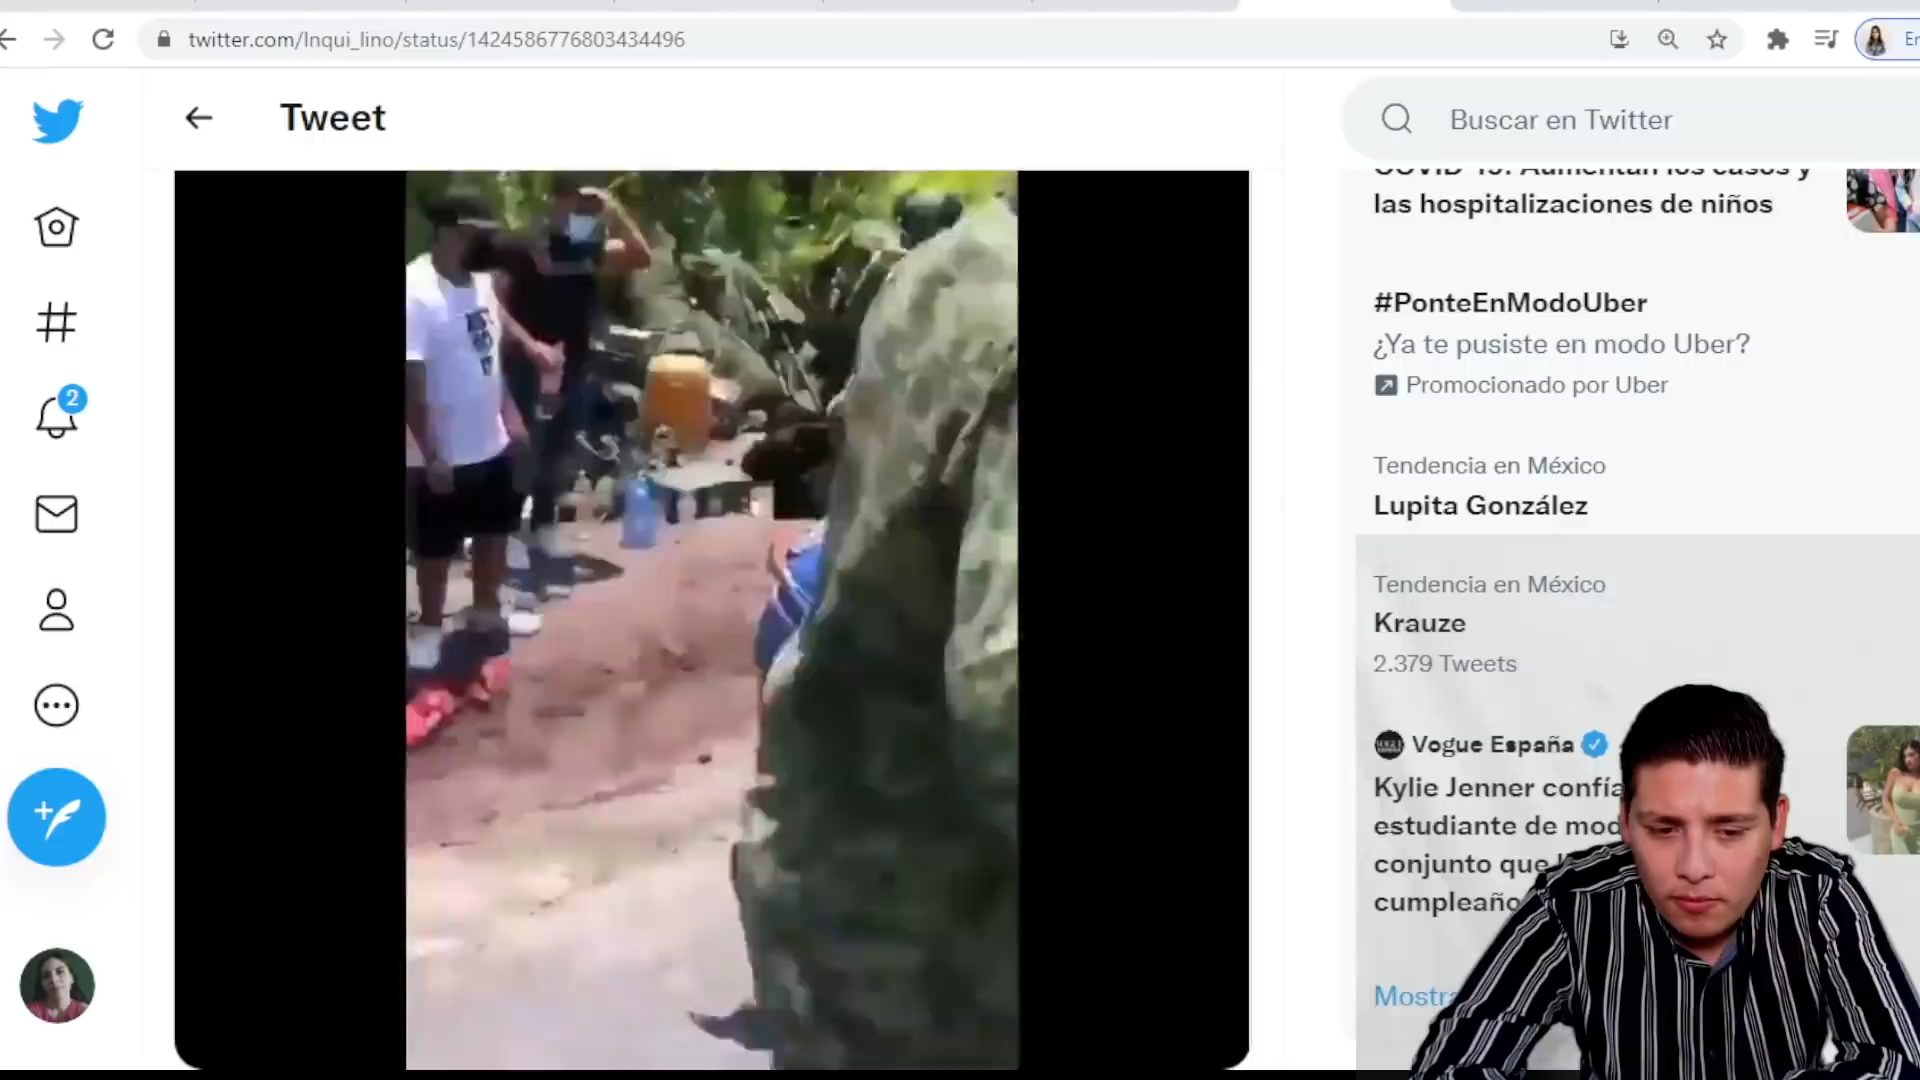 twitter.com/Inqui_lino/status/1424586776803434496
Er
Tweet
Buscar en Twitter
COVID-19: Aumentan los casos y
las hospitalizaciones de niños
#PonteEnModoUber
¿Ya te pusiste en modo Uber?
Promocionado por Uber
Tendencia en México
Lupita González
2
Tendencia en México
Krauze
2.379 Tweets
Vogue España
Kylie Jenner confía
estudiante de mod
conjunto que
cumpleaño
Mostra